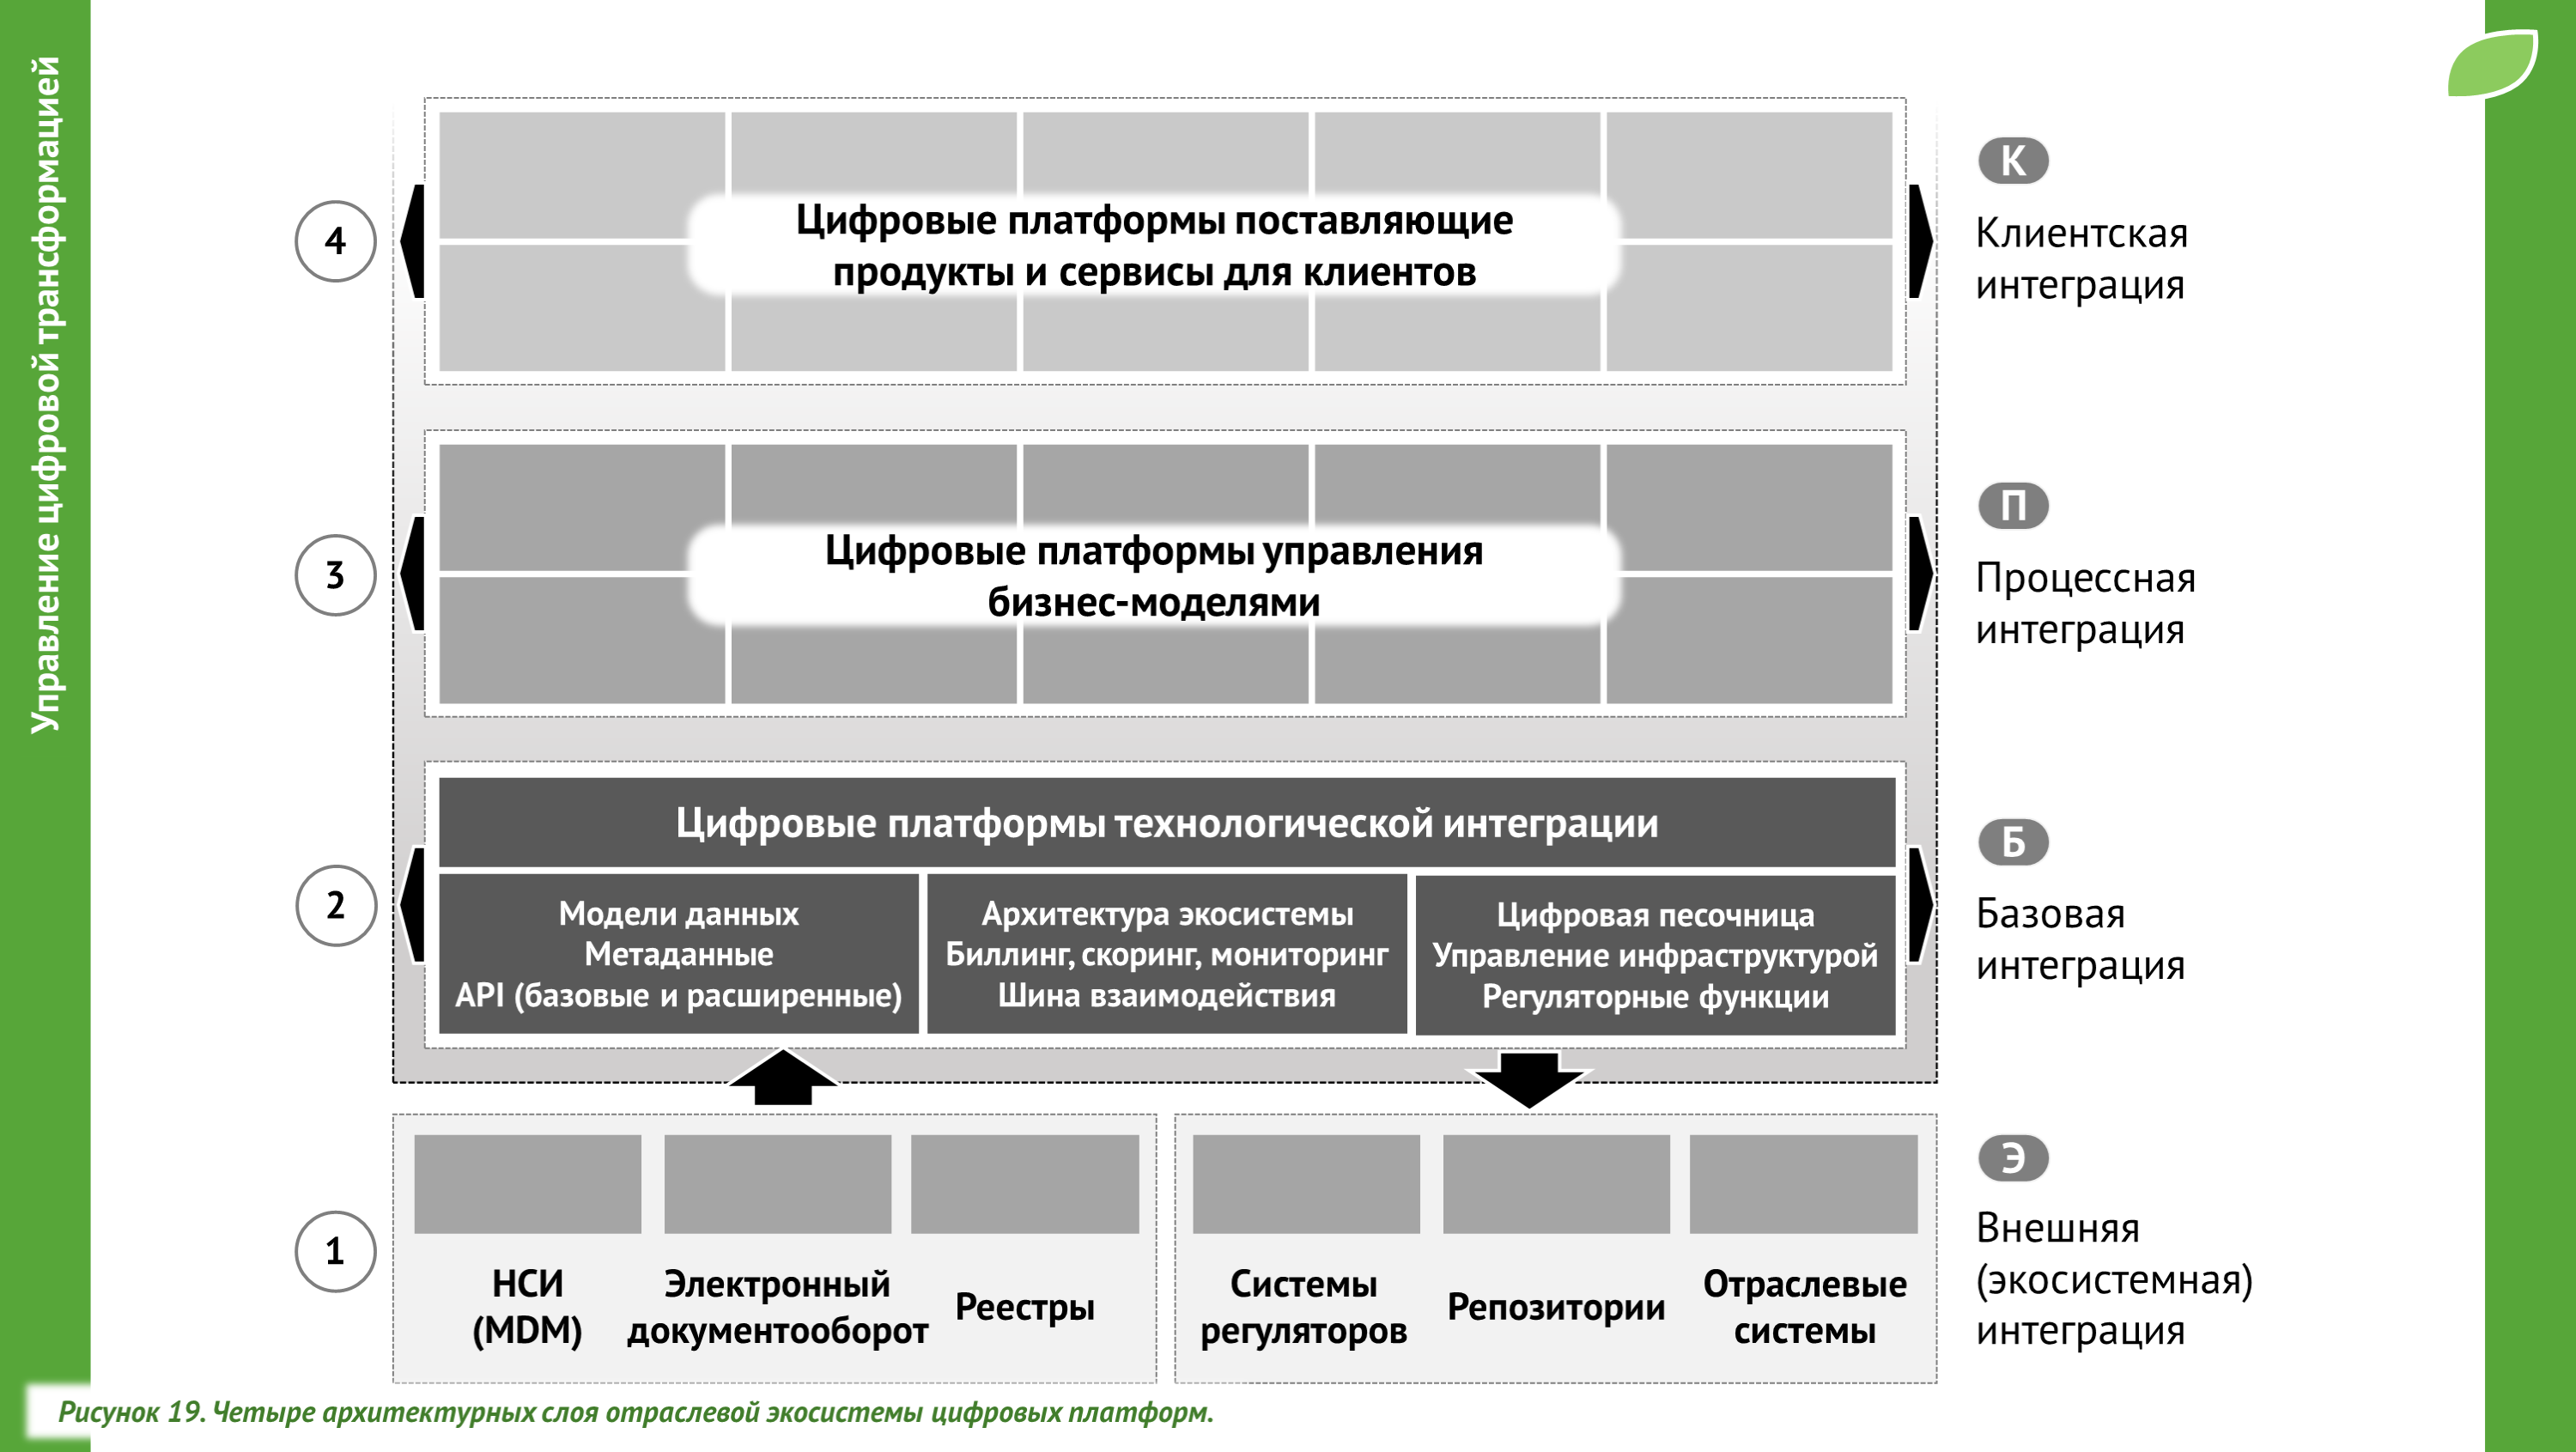 Управление цифровой трансформацией
4
Цифровые платформы поставляющие
продукты и сервисы для клиентов
К
Клиентская
интеграция
3
Цифровые платформы управления
бизнес-моделями
П
Процессная
интеграция
2
Цифровые платформы технологической интеграции
Модели данных
Метаданные
API (базовые и расширенные)
Архитектура экосистемы
Биллинг, скоринг, мониторинг
Шина взаимодействия
Цифровая песочница
Управление инфраструктурой
Регуляторные функции
Б
Базовая
интеграция
1
НСИ
(MDM)
Электронный
документооборот
Реестры
Системы
регуляторов
Репозитории
Отраслевые
системы
Э
Внешняя
(экосистемная)
интеграция
Рисунок 19. Четыре архитектурных слоя отраслевой экосистемы цифровых платформ.